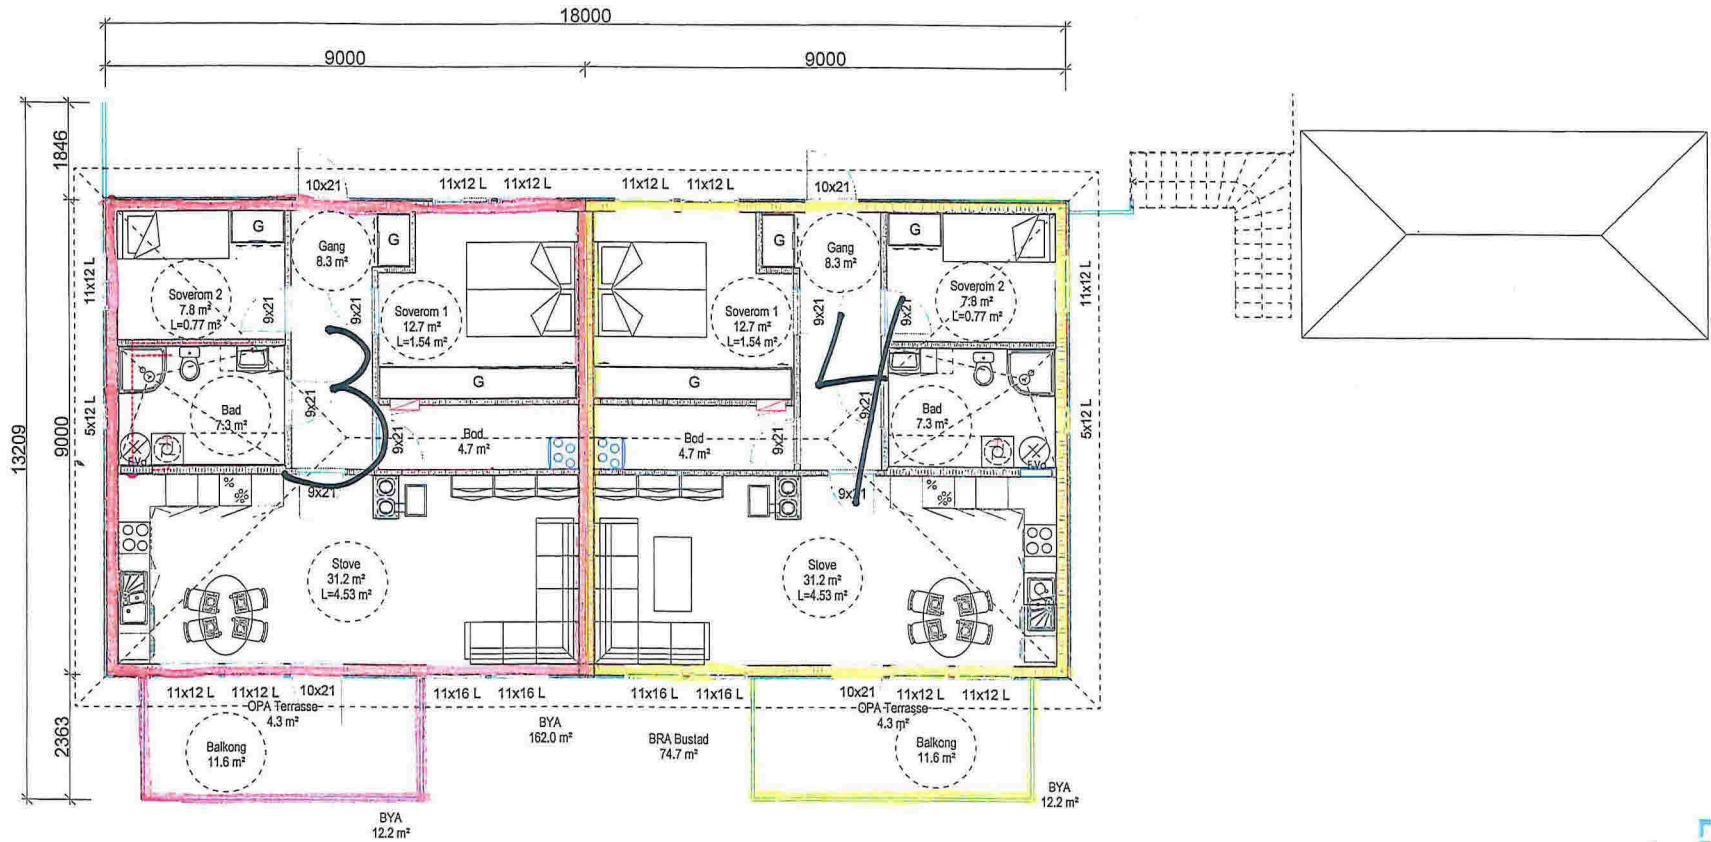 18000
9000 9000
1846
10x21 11x12 L 11x12 L 11x12 L 11x12 L 10x21
G G G G
Gang
8.3 m²
Gang
8.3 m²
11x12 L
Soverom 2
7.8 m²
L=0.77 m²
9x21
9x21
Soverom 1
12.7 m²
L=1.54 m²
Soverom 1
12.7 m²
L=1.54 m²
9x21
9x21
Soverom 2
7.8 m²
L=0.77 m²
11x12 L
3 4
G G
5x12 L
Bad
7.3 m²
9x21
9x21
Bod
4.7 m²
Bod
4.7 m²
9x21
9x21
Bad
7.3 m²
5x12 L
13209
9000
9x21 9x21
Stove
31.2 m²
L=4.53 m²
Stove
31.2 m²
L=4.53 m²
11x12 L 11x12 L 10x21 11x16 L 11x16 L 11x16 L 11x16 L 10x21 11x12 L 11x12 L
OPA Terrasse
4.3 m²
OPA Terrasse
4.3 m²
2363
Balkong
11.6 m²
BYA
162.0 m²
BRA Bustad
74.7 m²
Balkong
11.6 m²
BYA
12.2 m²
BYA
12.2 m²